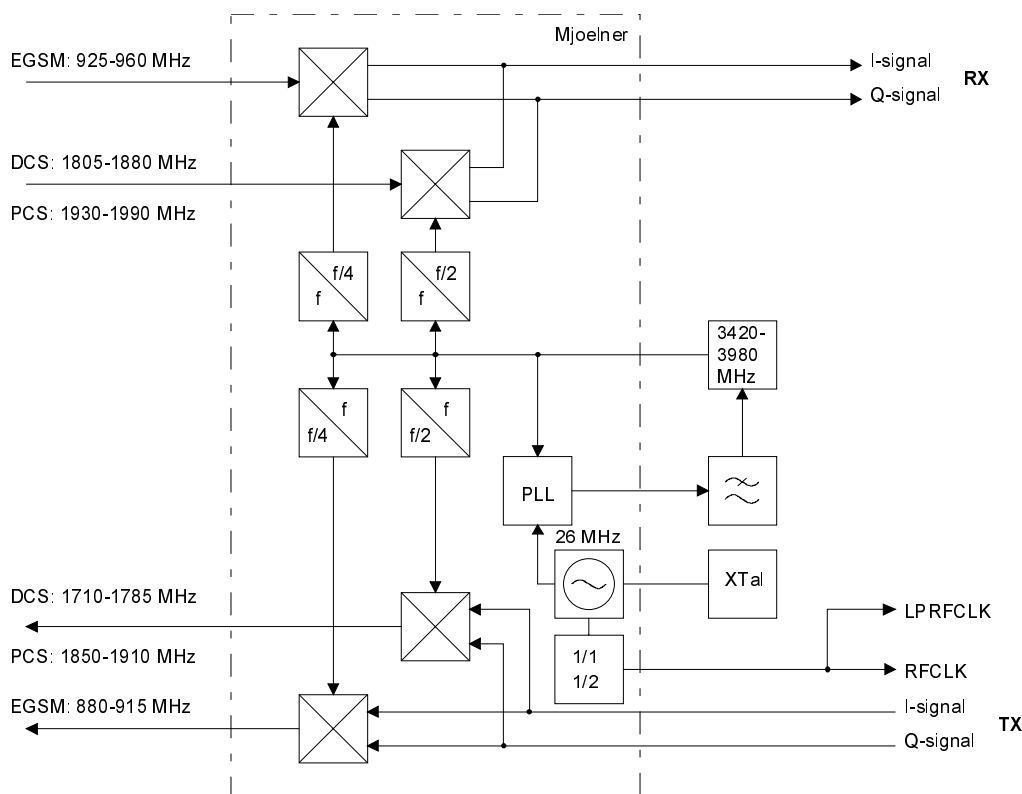 Mjoelner
EGSM: 925-960 MHz
I-signal
RX
Q-signal
DCS: 1805-1880 MHz
PCS: 1930-1990 MHz
f/4
f
f/2
f
3420-
3980
MHz
f
f/4
f
f/2
PLL
26 MHz
XTal
DCS: 1710-1785 MHz
LPRFCLK
PCS: 1850-1910 MHz
1/1
1/2
RFCLK
EGSM: 880-915 MHz
I-signal
TX
Q-signal